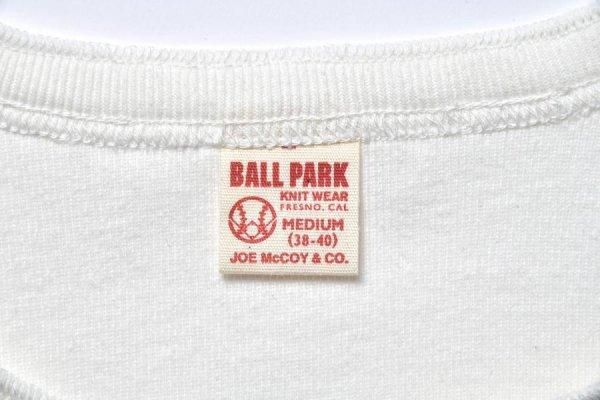 BALL PARK
KNIT WEAR
FRESNO. CAL
MEDIUM
(38-40)
JOE McCOY & CO.